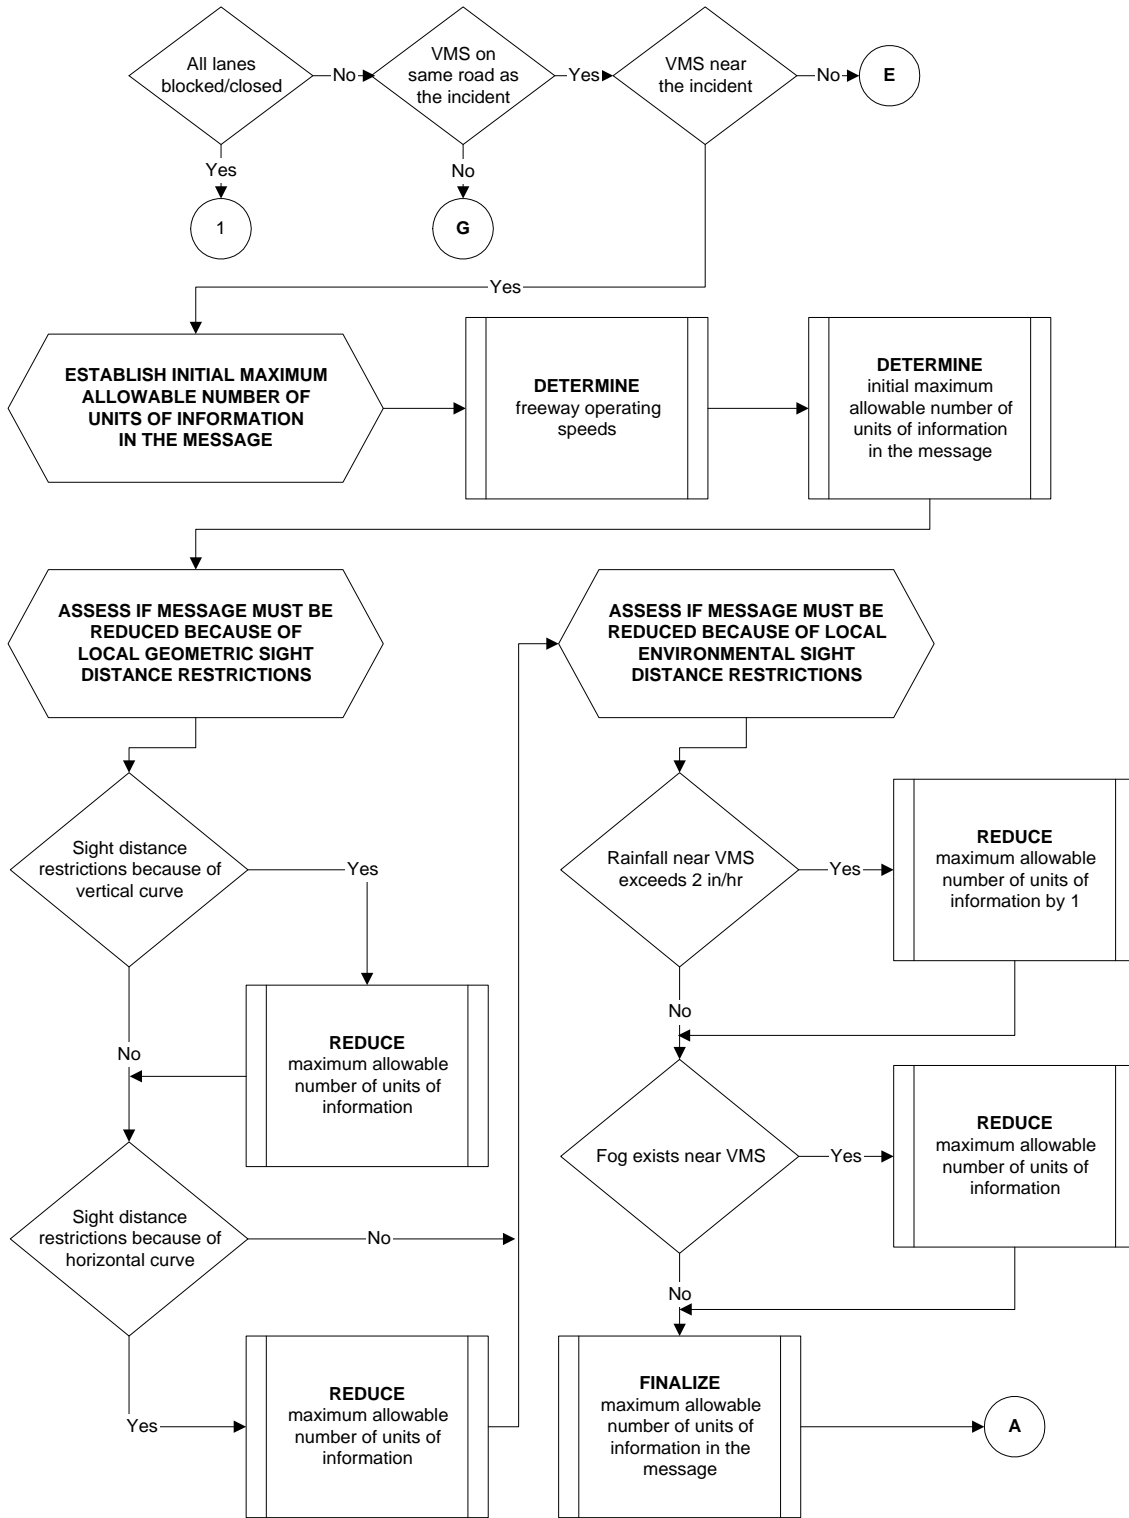 All lanes
blocked/closed
No
VMS on
same road as
the incident
Yes
VMS near
the incident
No
E
Yes
1
No
G
Yes
ESTABLISH INITIAL MAXIMUM
ALLOWABLE NUMBER OF
UNITS OF INFORMATION
IN THE MESSAGE
DETERMINE
freeway operating
speeds
DETERMINE
initial maximum
allowable number of
units of information
in the message
ASSESS IF MESSAGE MUST BE
REDUCED BECAUSE OF
LOCAL GEOMETRIC SIGHT
DISTANCE RESTRICTIONS
ASSESS IF MESSAGE MUST BE
REDUCED BECAUSE OF LOCAL
ENVIRONMENTAL SIGHT
DISTANCE RESTRICTIONS
Sight distance
restrictions because of
vertical curve
Yes
No
REDUCE
maximum allowable
number of units of
information
Sight distance
restrictions because of
horizontal curve
No
Yes
REDUCE
maximum allowable
number of units of
information
Rainfall near VMS
exceeds 2 in/hr
Yes
REDUCE
maximum allowable
number of units of
information by 1
No
Fog exists near VMS
Yes
REDUCE
maximum allowable
number of units of
information
No
FINALIZE
maximum allowable
number of units of
information in the
message
A